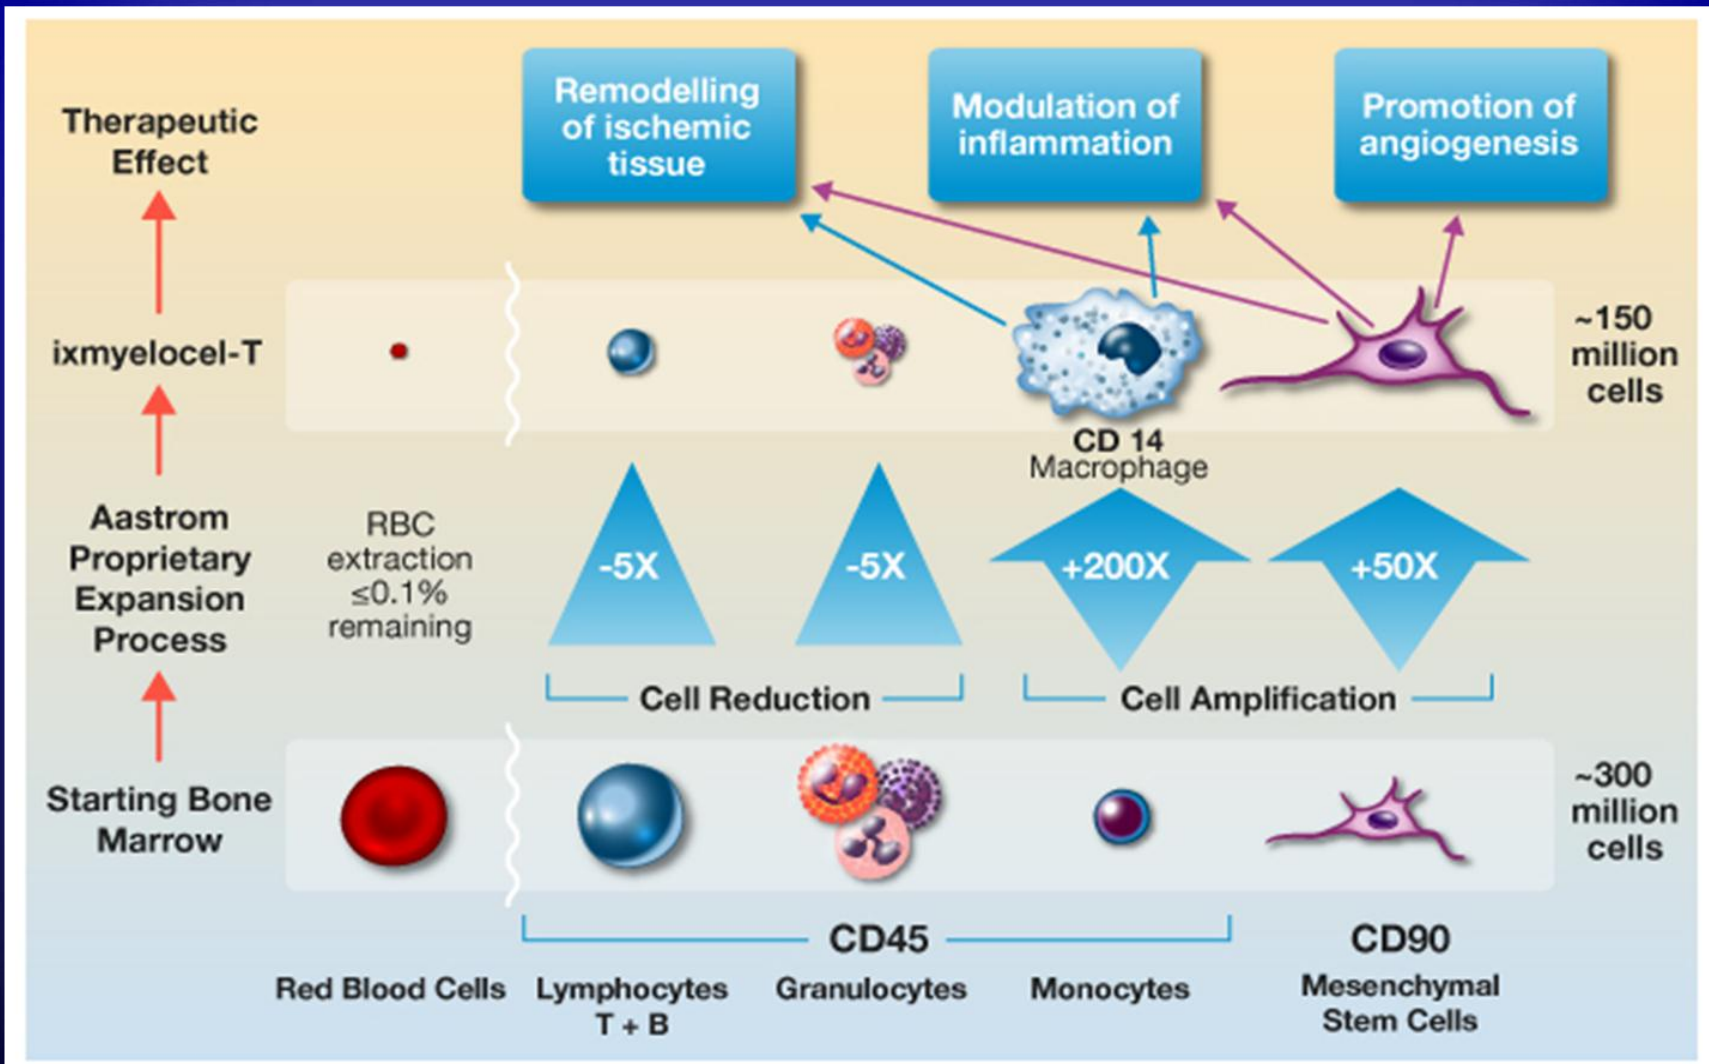 Therapeutic
Effect
Remodelling
of ischemic
tissue
Modulation of
inflammation
Promotion of
angiogenesis
ixmyelocel-T
~150
million
cells
CD 14
Macrophage
Aastrom
Proprietary
Expansion
Process
RBC
extraction
≤0.1%
remaining
-5X
-5X
+200X
+50X
Cell Reduction
Cell Amplification
Starting Bone
Marrow
~300
million
cells
CD45
CD90
Red Blood Cells
Lymphocytes
T + B
Granulocytes
Monocytes
Mesenchymal
Stem Cells